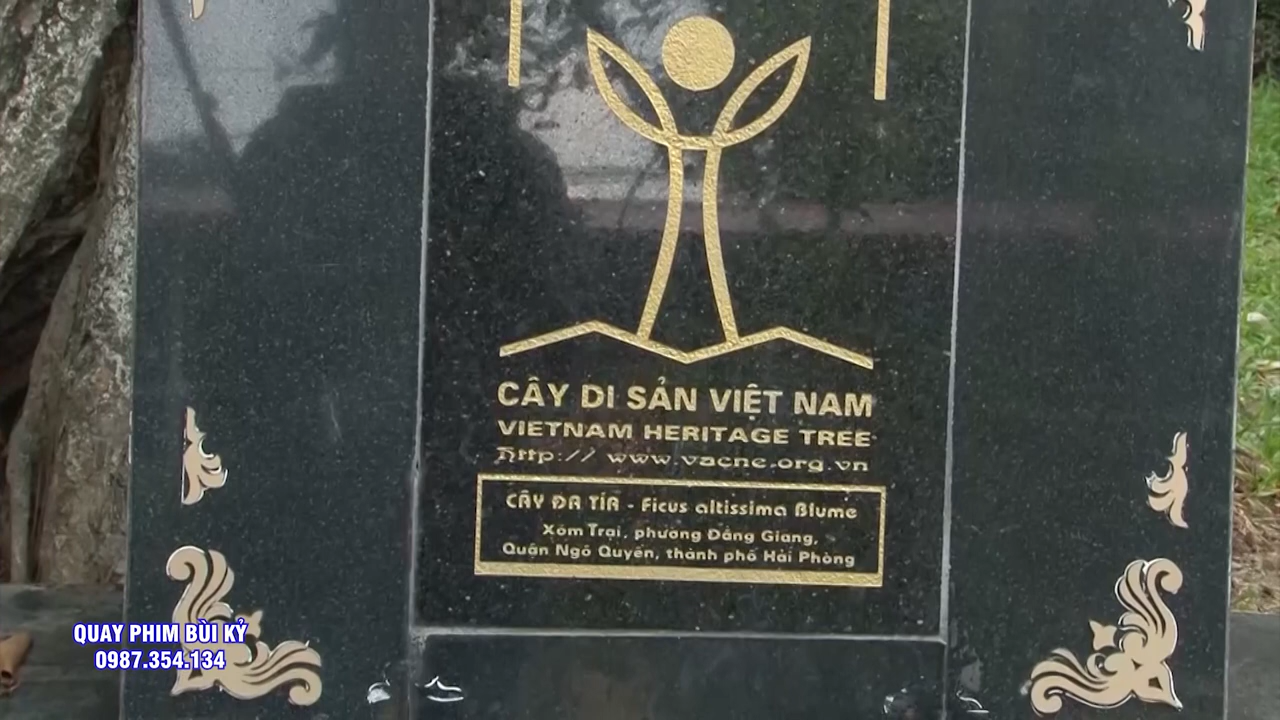 CÂY DI SẢN VIỆT NAM
VIETNAM HERITAGE TREE
http:// www.vacne.org.vn
CÂY ĐA TÍA - Ficus altissima Blume
Xóm Trại, phường Đằng Giang,
Quận Ngô Quyền, thành phố Hải Phòng
QUAY PHIM BÙI KỶ
0987.354.134